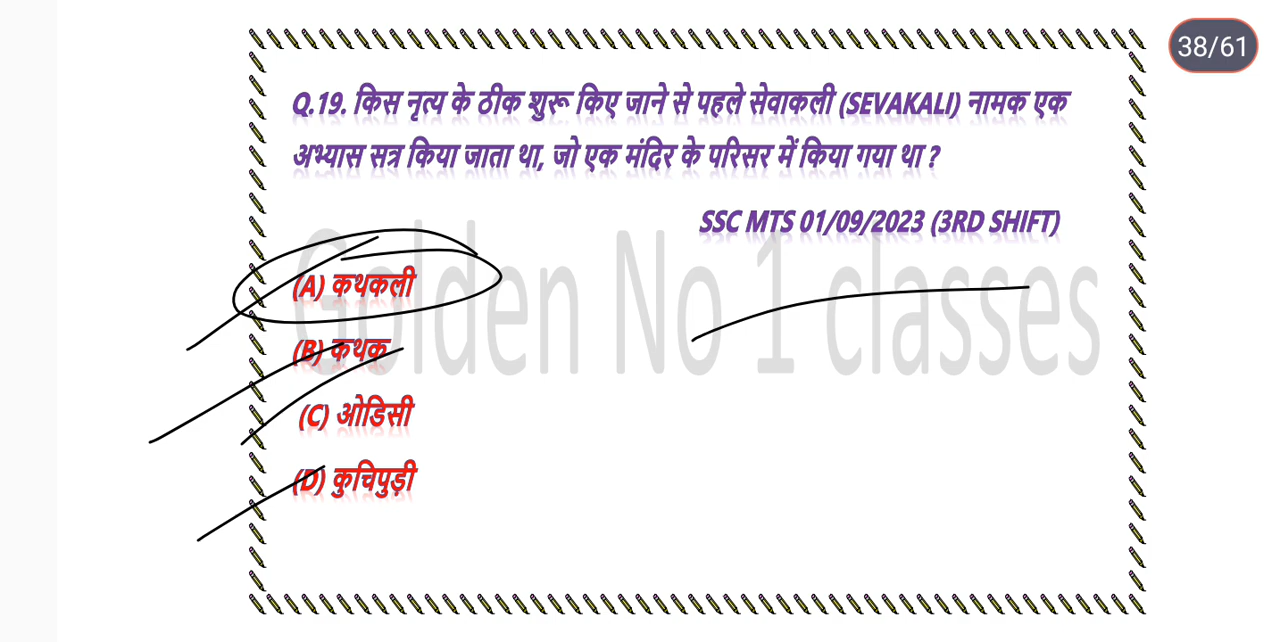 38/61
Q.19. किस नृत्य के ठीक शुरू किए जाने से पहले सेवाकली (SEVAKALI) नामक एक
अभ्यास सत्र किया जाता था, जो एक मंदिर के परिसर में किया गया था ?
SSC MTS 01/09/2023 (3RD SHIFT)
Golden No 1 classes
(A) कथकली
(B) कथक
(C) ओडिसी
(D) कुचिपुड़ी